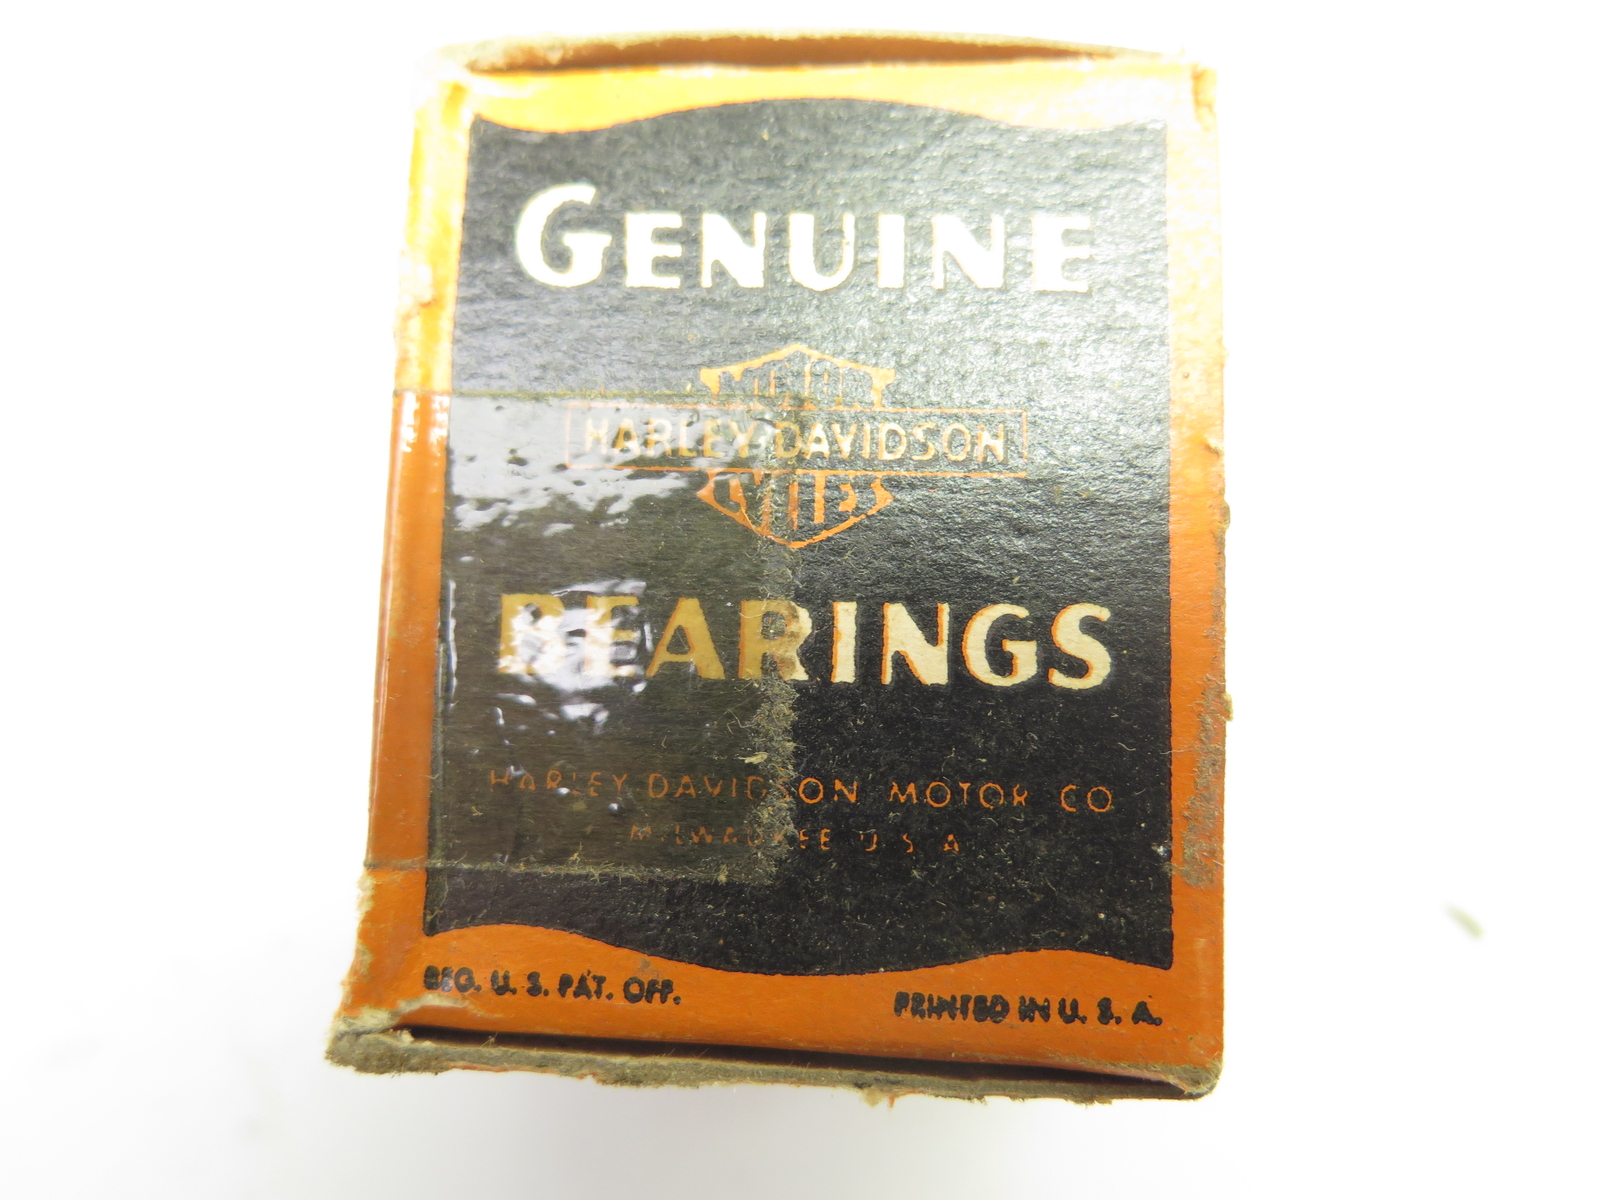 GENUINE
MOTOR
HARLEY-DAVIDSON
CYCLES
BEARINGS
HARLEY DAVIDSON MOTOR CO
MILWAUKEE U S A
REG. U. S. PAT. OFF.
PRINTED IN U. S. A.